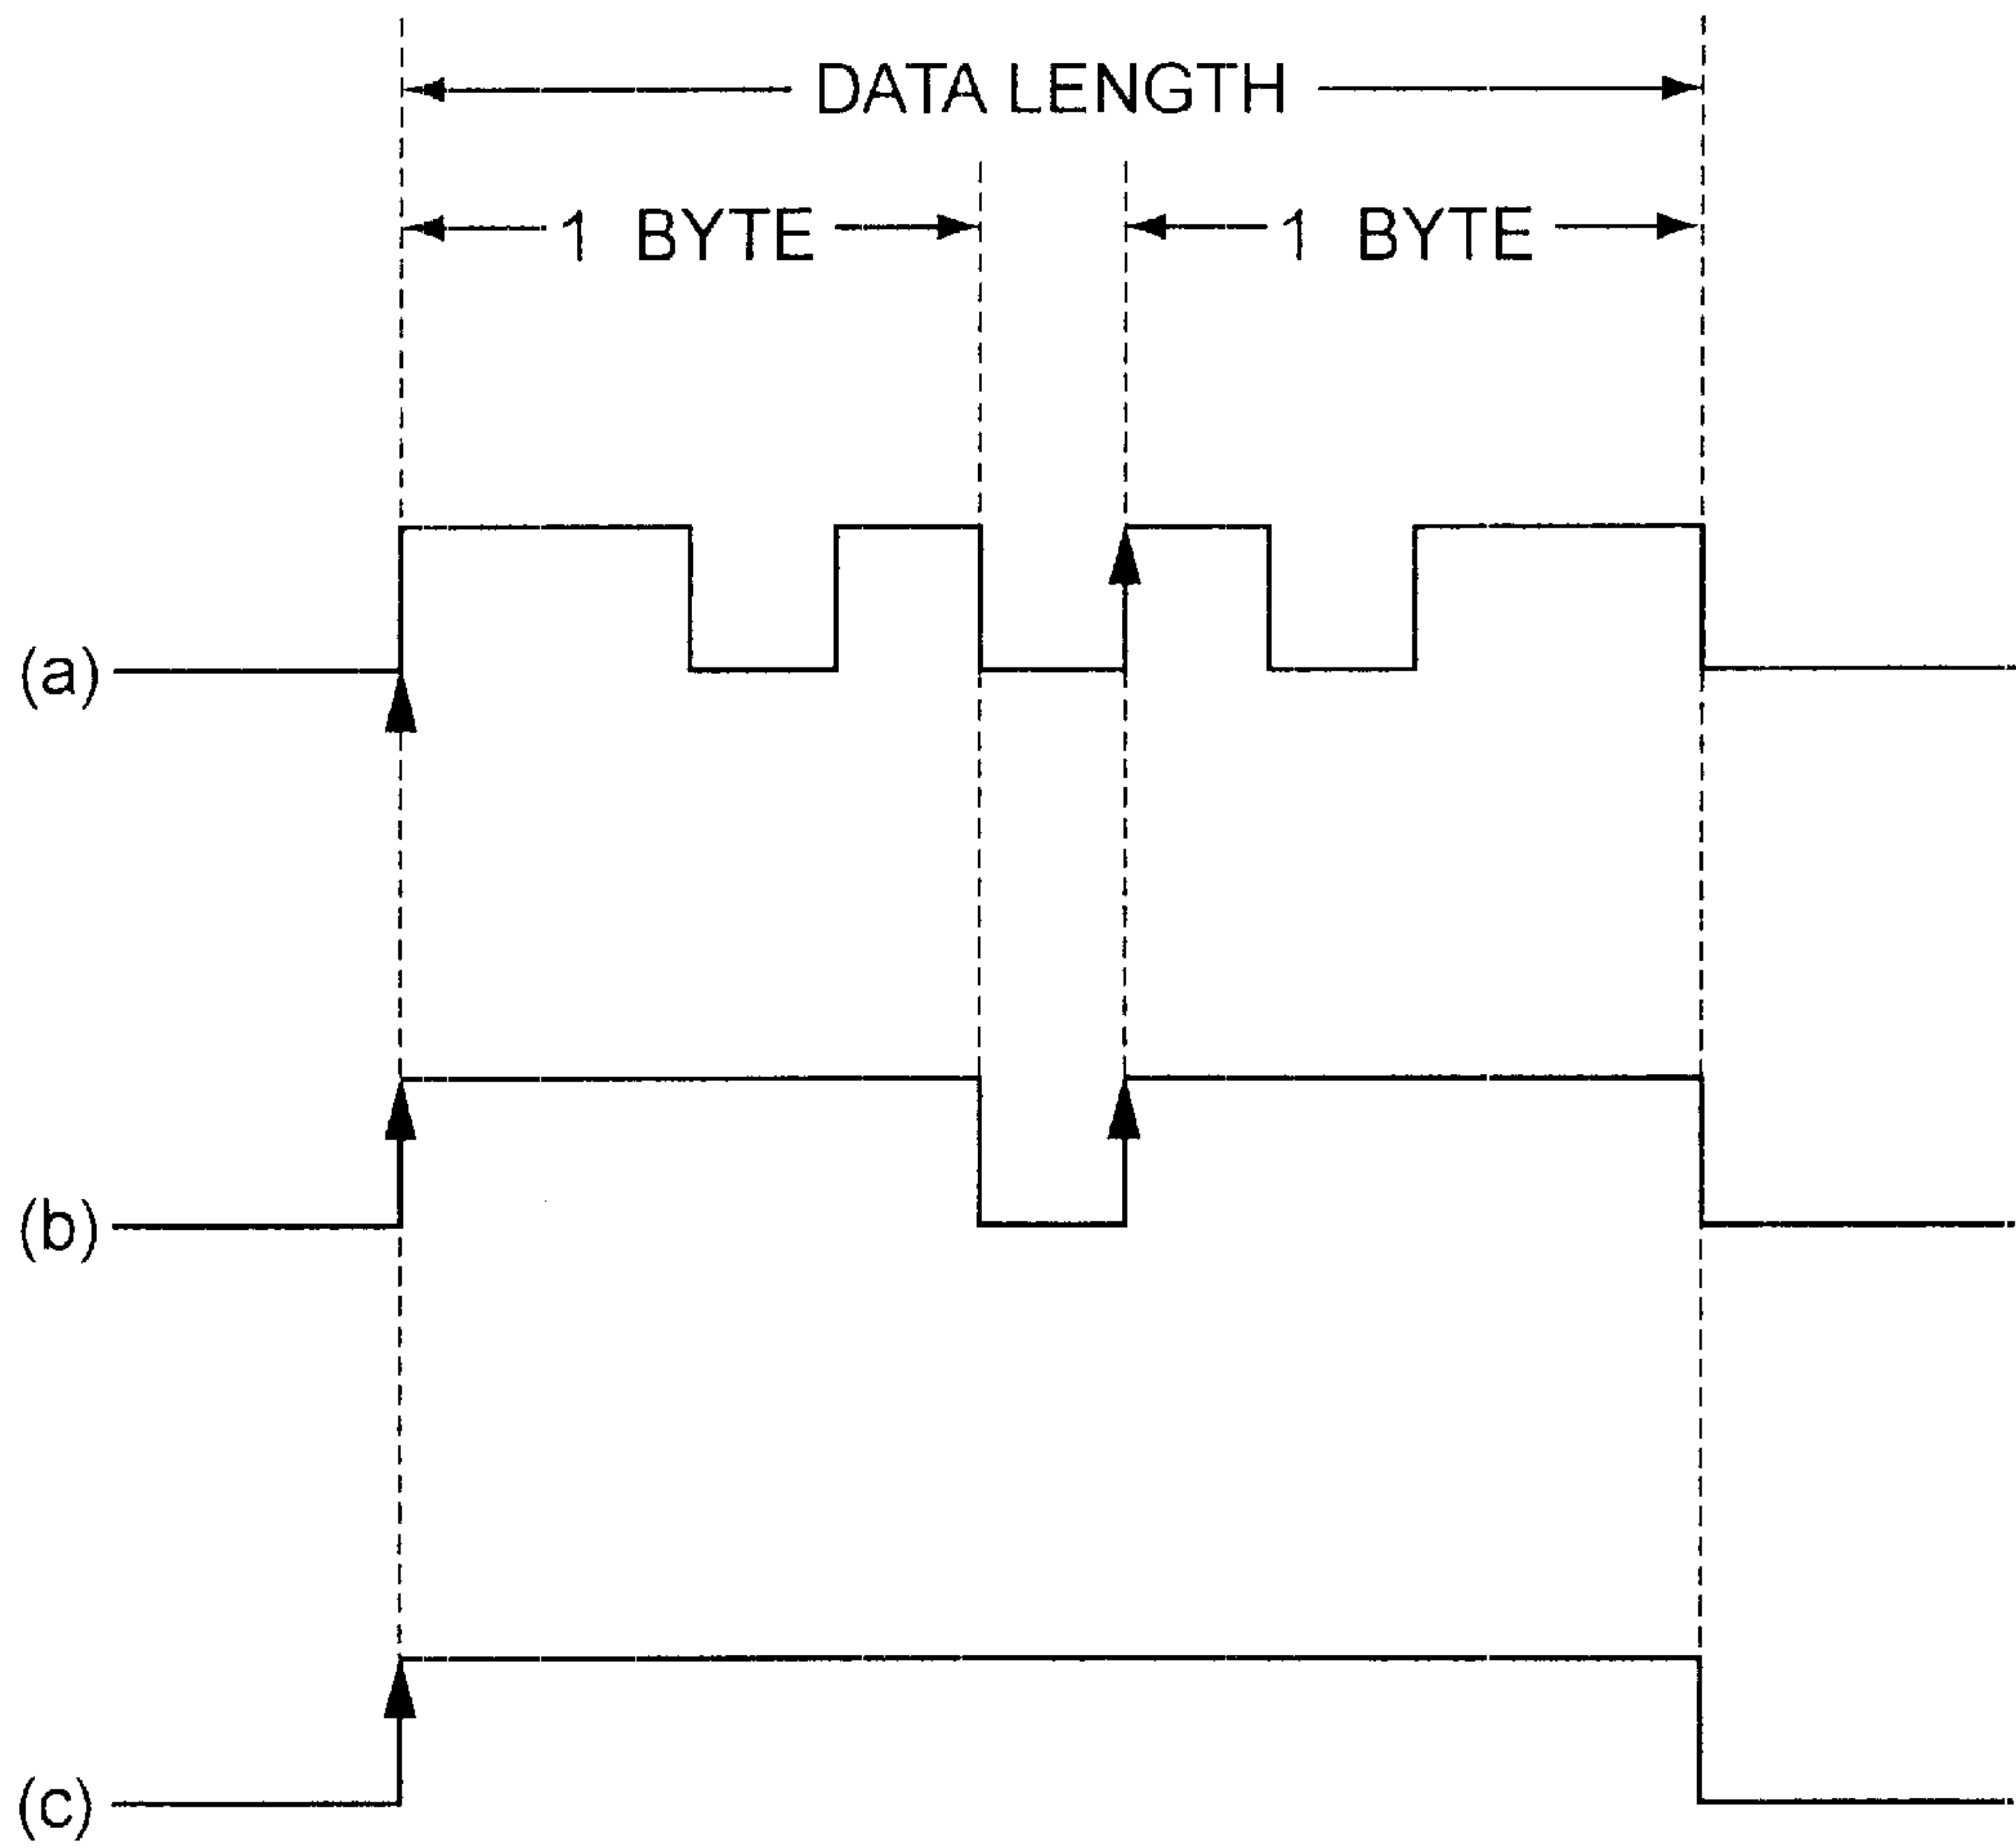 DATA LENGTH
1 BYTE 1 BYTE
(a)
(b)
(c)